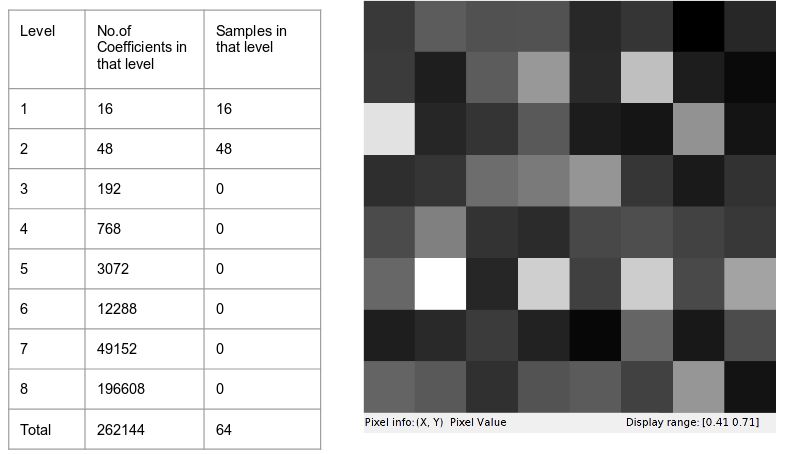 Level
No.of
Coefficients in
that level
Samples in
that level
1 16 16
2 48 48
3 192 0
4 768 0
5 3072 0
6 12288 0
7 49152 0
8 196608 0
Total 262144 64
Pixel info: (X, Y) Pixel Value
Display range: [0.41 0.71]